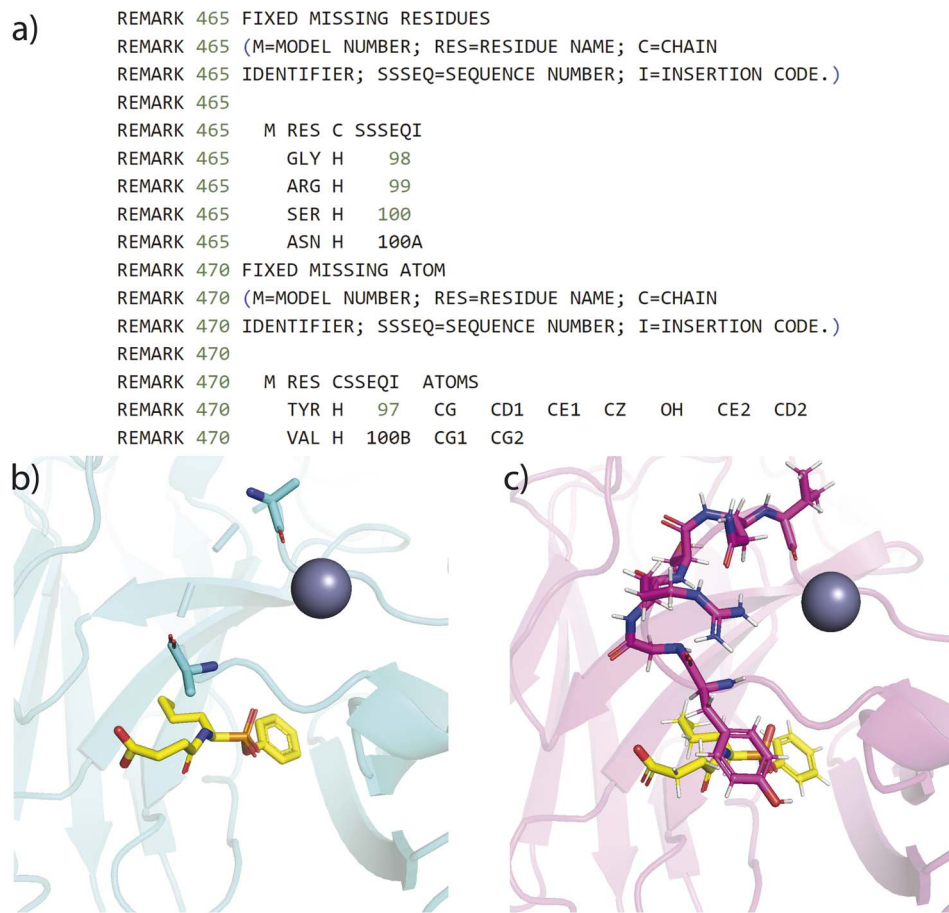 a)
REMARK 465 FIXED MISSING RESIDUES
REMARK 465 (M=MODEL NUMBER; RES=RESIDUE NAME; C=CHAIN
REMARK 465 IDENTIFIER; SSSEQ=SEQUENCE NUMBER; I=INSERTION CODE.)
REMARK 465
REMARK 465 M RES C SSSEQI
REMARK 465 GLY H 98
REMARK 465 ARG H 99
REMARK 465 SER H 100
REMARK 465 ASN H 100A
REMARK 470 FIXED MISSING ATOM
REMARK 470 (M=MODEL NUMBER; RES=RESIDUE NAME; C=CHAIN
REMARK 470 IDENTIFIER; SSSEQ=SEQUENCE NUMBER; I=INSERTION CODE.)
REMARK 470
REMARK 470 M RES CSSEQI ATOMS
REMARK 470 TYR H 97 CG CD1 CE1 CZ OH CE2 CD2
REMARK 470 VAL H 100B CG1 CG2
b)
c)